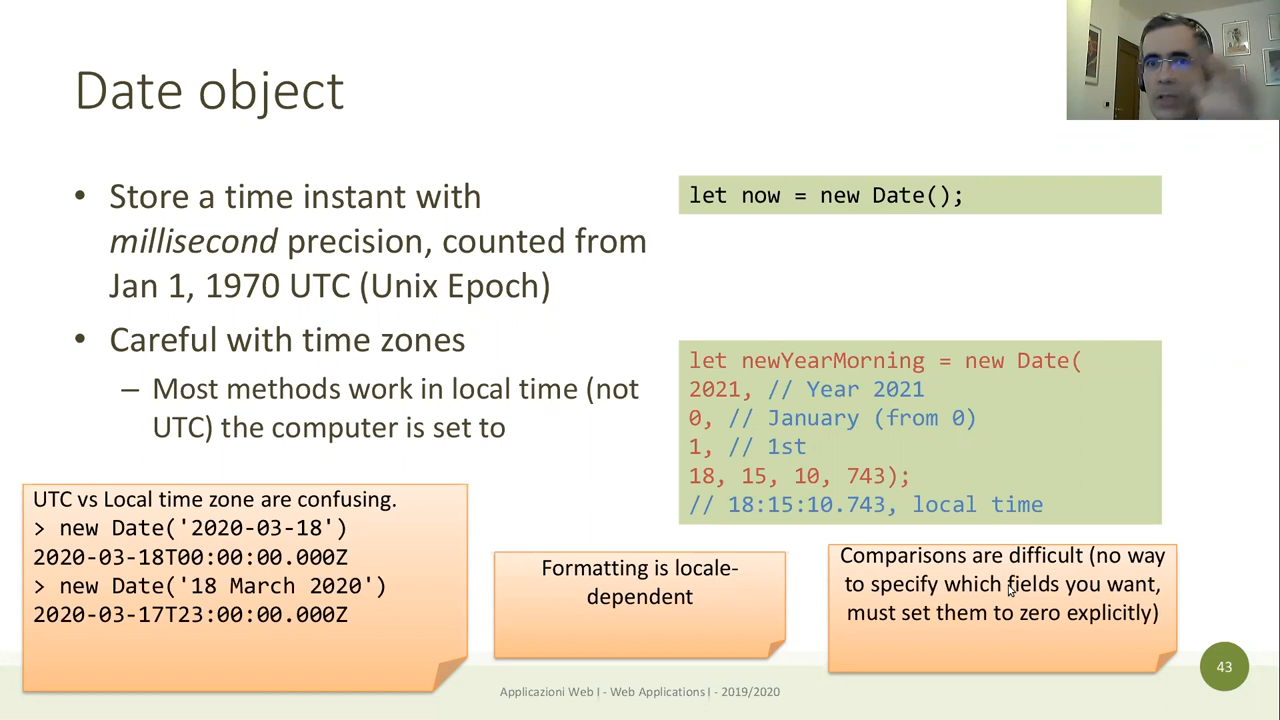 Date object
• Store a time instant with
millisecond precision, counted from
Jan 1, 1970 UTC (Unix Epoch)
• Careful with time zones
– Most methods work in local time (not
UTC) the computer is set to
let now = new Date();
let newYearMorning = new Date(
2021, // Year 2021
0, // January (from 0)
1, // 1st
18, 15, 10, 743);
// 18:15:10.743, local time
UTC vs Local time zone are confusing.
> new Date('2020-03-18')
2020-03-18T00:00:00.000Z
> new Date('18 March 2020')
2020-03-17T23:00:00.000Z
Formatting is locale-
dependent
Comparisons are difficult (no way
to specify which fields you want,
must set them to zero explicitly)
Applicazioni Web I - Web Applications I - 2019/2020
43